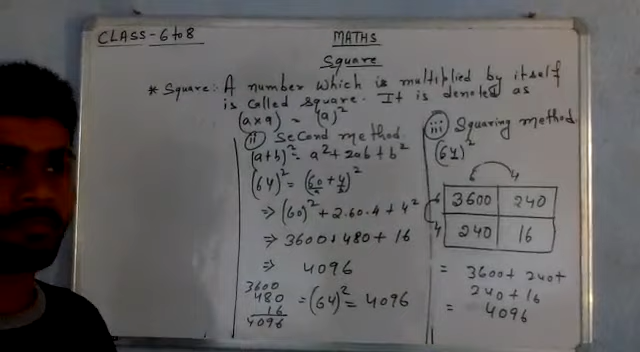 CLASS-6 to 8
MATHS
Square
* Square:- A number which is multiplied by itself
is called square. It is denoted as
(a×a) = (a)²
(ii) Second method.
(a+b)² = a²+2ab+b²
(64)² = (60+4)²
a b
⇒ (60)²+2.60.4+4²
⇒ 3600+480+16
⇒ 4096
3600
480
16
4096
= (64)² = 4096
(iii) Squaring method.
(64)²
6 4
6 3600 240
4 240 16
= 3600+240+
240+16
= 4096